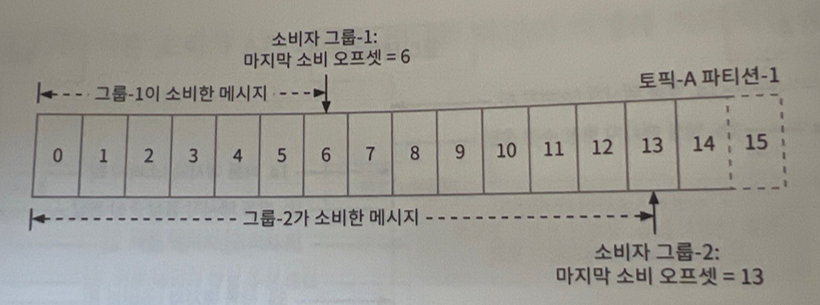 소비자 그룹-1:
마지막 소비 오프셋 = 6
그룹-1이 소비한 메시지
토픽-A 파티션-1
0 1 2 3 4 5 6 7 8 9 10 11 12 13 14 15
그룹-2가 소비한 메시지
소비자 그룹-2:
마지막 소비 오프셋 = 13